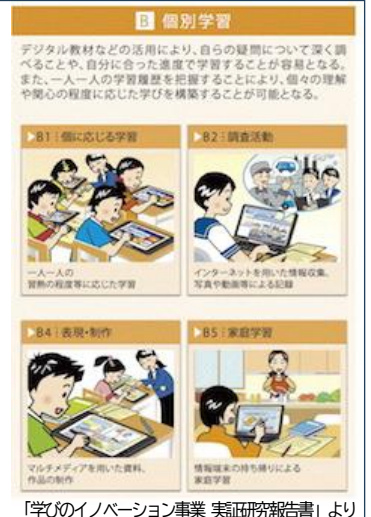 B 個別学習
デジタル教材などの活用により、自らの疑問について深く調
べることや、自分に合った進度で学習することが容易となる。
また、一人一人の学習履歴を把握することにより、個々の理解
や関心の程度に応じた学びを構築することが可能となる。
B1:個に応じる学習
一人一人の
習熟の程度等に応じた学習
B2:調査活動
インターネットを用いた情報収集、
写真や動画等による記録
B4:表現・制作
マルチメディアを用いた資料、
作品の制作
B5:家庭学習
情報端末の持ち帰りによる
家庭学習
「学びのイノベーション事業 実証研究報告書」より